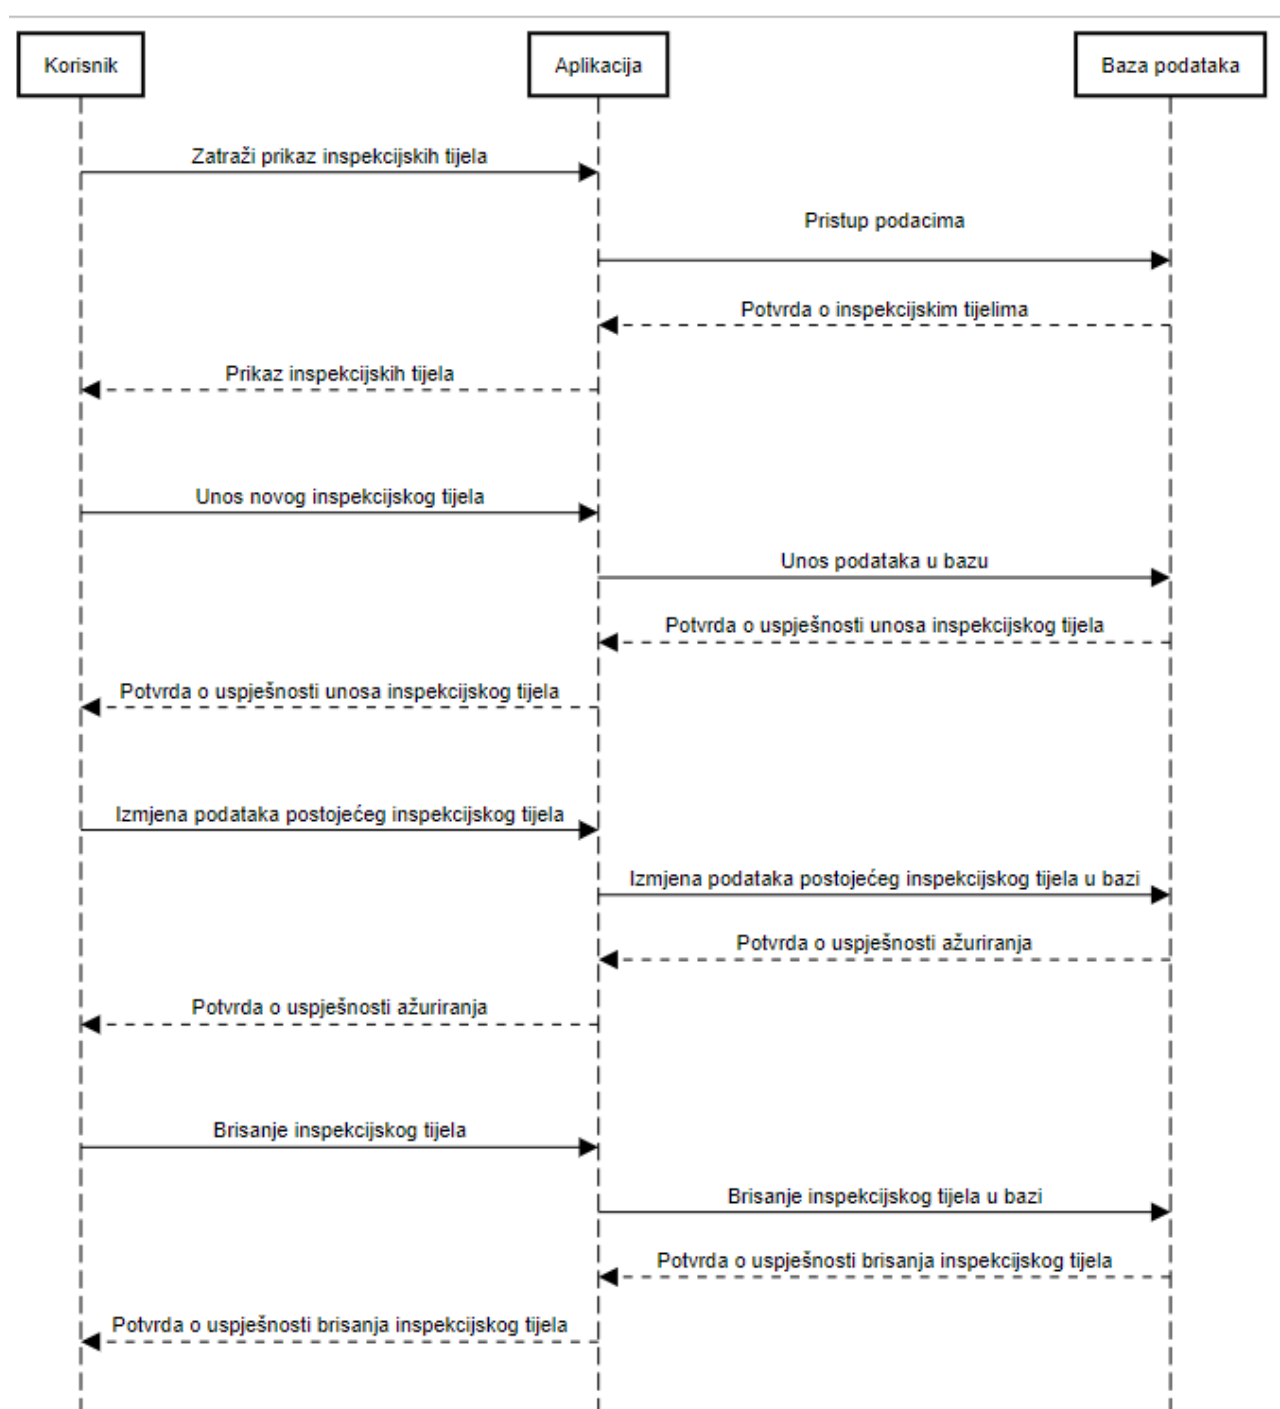 Korisnik
Aplikacija
Baza podataka
Zatraži prikaz inspekcijskih tijela
Pristup podacima
Potvrda o inspekcijskim tijelima
Prikaz inspekcijskih tijela
Unos novog inspekcijskog tijela
Unos podataka u bazu
Potvrda o uspješnosti unosa inspekcijskog tijela
Potvrda o uspješnosti unosa inspekcijskog tijela
Izmjena podataka postojećeg inspekcijskog tijela
Izmjena podataka postojećeg inspekcijskog tijela u bazi
Potvrda o uspješnosti ažuriranja
Potvrda o uspješnosti ažuriranja
Brisanje inspekcijskog tijela
Brisanje inspekcijskog tijela u bazi
Potvrda o uspješnosti brisanja inspekcijskog tijela
Potvrda o uspješnosti brisanja inspekcijskog tijela